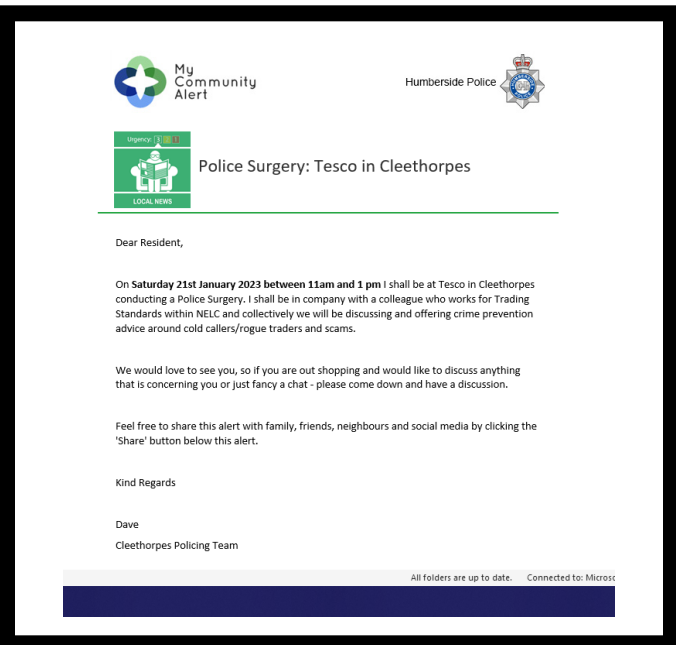 My
Community
Alert
Humberside Police
Urgency:
LOCAL NEWS
Police Surgery: Tesco in Cleethorpes
Dear Resident,
On Saturday 21st January 2023 between 11am and 1 pm I shall be at Tesco in Cleethorpes
conducting a Police Surgery. I shall be in company with a colleague who works for Trading
Standards within NELC and collectively we will be discussing and offering crime prevention
advice around cold callers/rogue traders and scams.
We would love to see you, so if you are out shopping and would like to discuss anything
that is concerning you or just fancy a chat - please come down and have a discussion.
Feel free to share this alert with family, friends, neighbours and social media by clicking the
'Share' button below this alert.
Kind Regards
Dave
Cleethorpes Policing Team
All folders are up to date. Connected to: Microsc